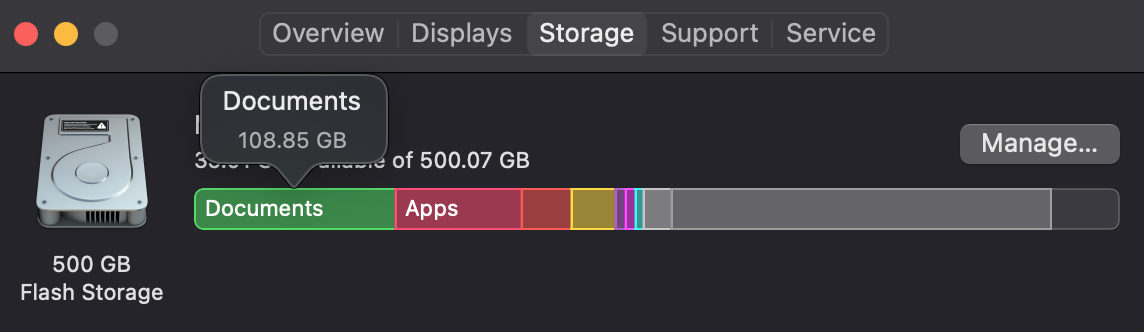 Overview
Displays
Storage
Support
Service
Documents
108.85 GB
Manage...
of 500.07 GB
Documents
Apps
500 GB
Flash Storage